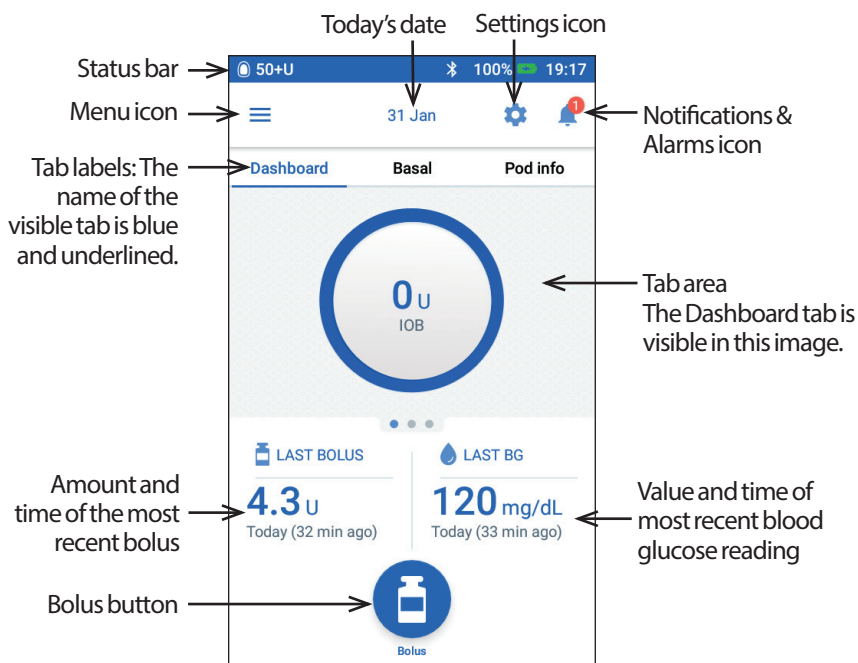 Today's date
Settings icon
Status bar
50+U
100%
19:17
Menu icon
31 Jan
1
Notifications &
Alarms icon
Tab labels: The
name of the
visible tab is blue
and underlined.
Dashboard
Basal
Pod info
0 U
IOB
Tab area
The Dashboard tab is
visible in this image.
LAST BOLUS
LAST BG
Amount and
time of the most
recent bolus
4.3 U
Today (32 min ago)
120 mg/dL
Today (33 min ago)
Value and time of
most recent blood
glucose reading
Bolus button
Bolus